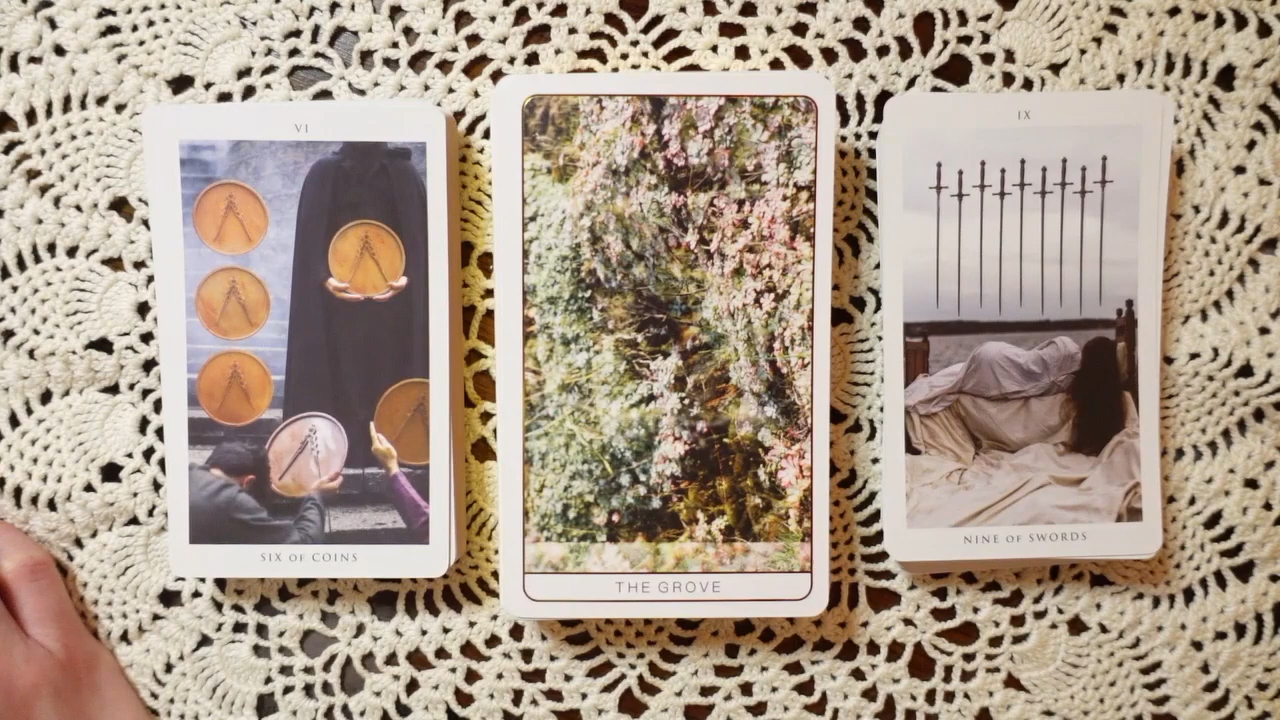 VI
SIX OF COINS
THE GROVE
IX
NINE OF SWORDS